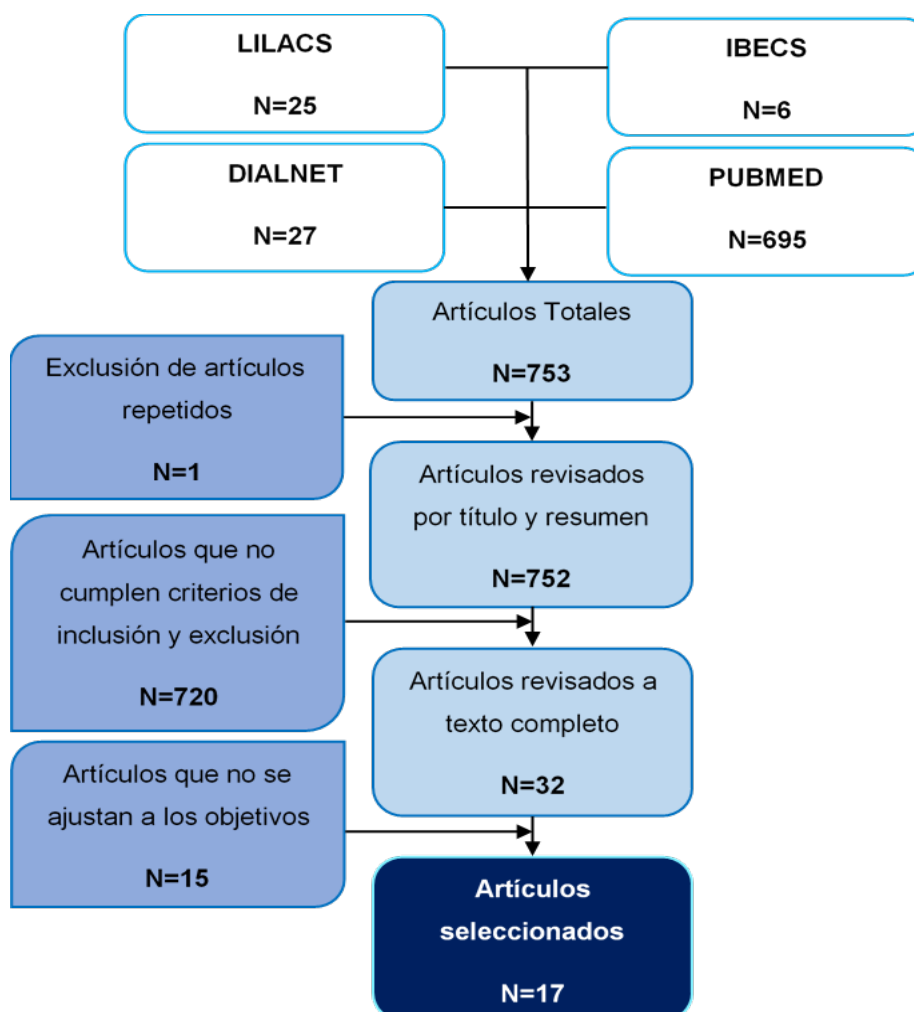 LILACS
N=25
IBECS
N=6
DIALNET
N=27
PUBMED
N=695
Artículos Totales
N=753
Exclusión de artículos
repetidos
N=1
Artículos revisados
por título y resumen
N=752
Artículos que no
cumplen criterios de
inclusión y exclusión
N=720
Artículos revisados a
texto completo
N=32
Artículos que no se
ajustan a los objetivos
N=15
Artículos
seleccionados
N=17